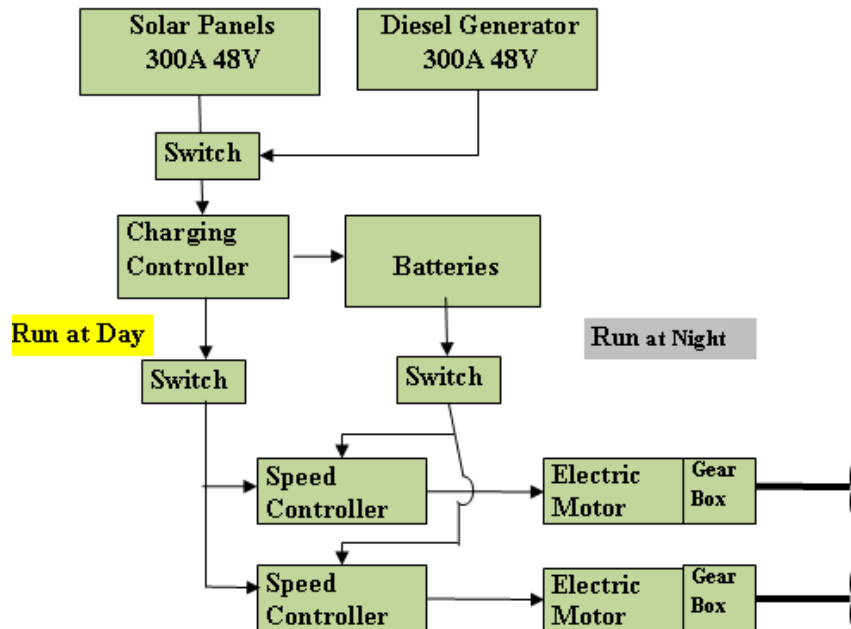 Solar Panels
300A 48V
Diesel Generator
300A 48V
Switch
Charging
Controller
Batteries
Run at Day
Run at Night
Switch
Switch
Speed
Controller
Electric
Motor
Gear
Box
Speed
Controller
Electric
Motor
Gear
Box